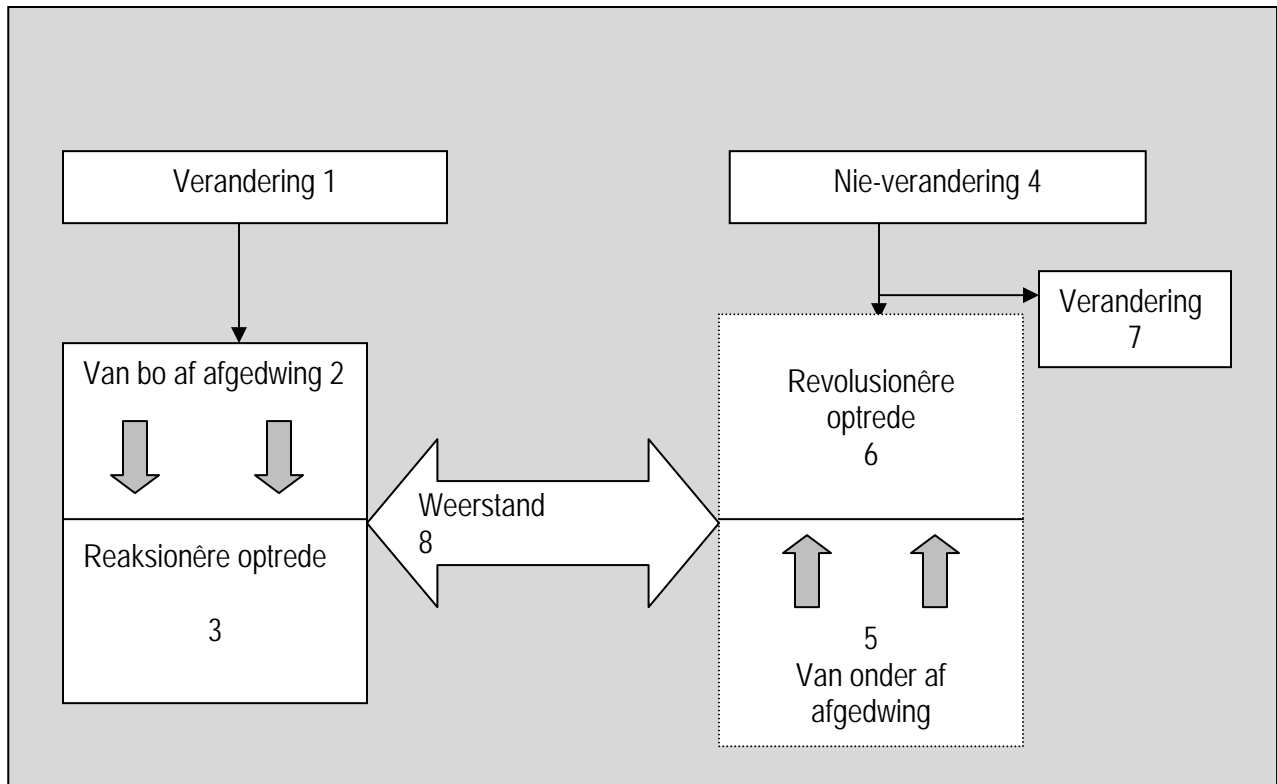 Verandering 1
Nie-verandering 4
Verandering
7
Van bo af afgedwing 2
Revolusionêre
optrede
6
Weerstand
8
Reaksionêre optrede
3
5
Van onder af
afgedwing